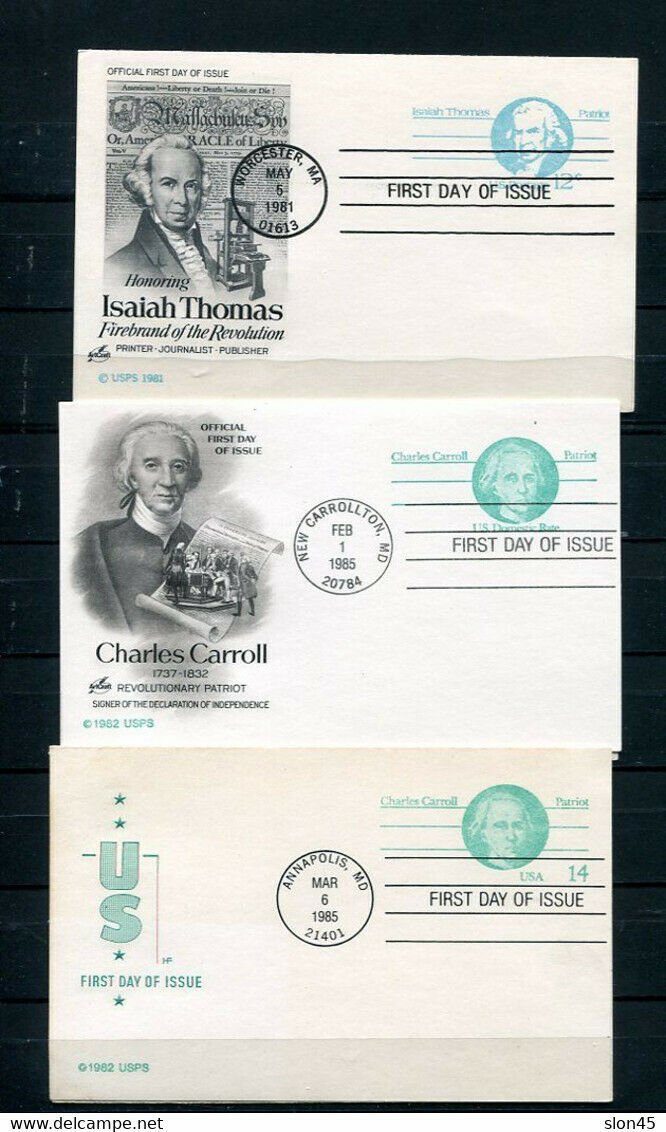 OFFICIAL FIRST DAY OF ISSUE
Americans!—Liberty or Death!—Join or Die!
Massachusetts Spy
Or, Amer
ORACLE of Liberty
Honoring
Isaiah Thomas
Firebrand of the Revolution
PRINTER · JOURNALIST · PUBLISHER
ArtCraft
© USPS 1981
WORCESTER, MA
MAY
5
1981
01613
Isaiah Thomas Patriot
12¢
FIRST DAY OF ISSUE
OFFICIAL
FIRST DAY
OF ISSUE
Charles Carroll
1737-1832
ArtCraft REVOLUTIONARY PATRIOT
SIGNER OF THE DECLARATION OF INDEPENDENCE
©1982 USPS
NEW CARROLLTON, MD
FEB
1
1985
20784
Charles Carroll Patriot
U.S. Domestic Rate
FIRST DAY OF ISSUE
US
HF
FIRST DAY OF ISSUE
©1982 USPS
ANNAPOLIS, MD
MAR
6
1985
21401
Charles Carroll Patriot
USA 14
FIRST DAY OF ISSUE
delcampe.net
slon45